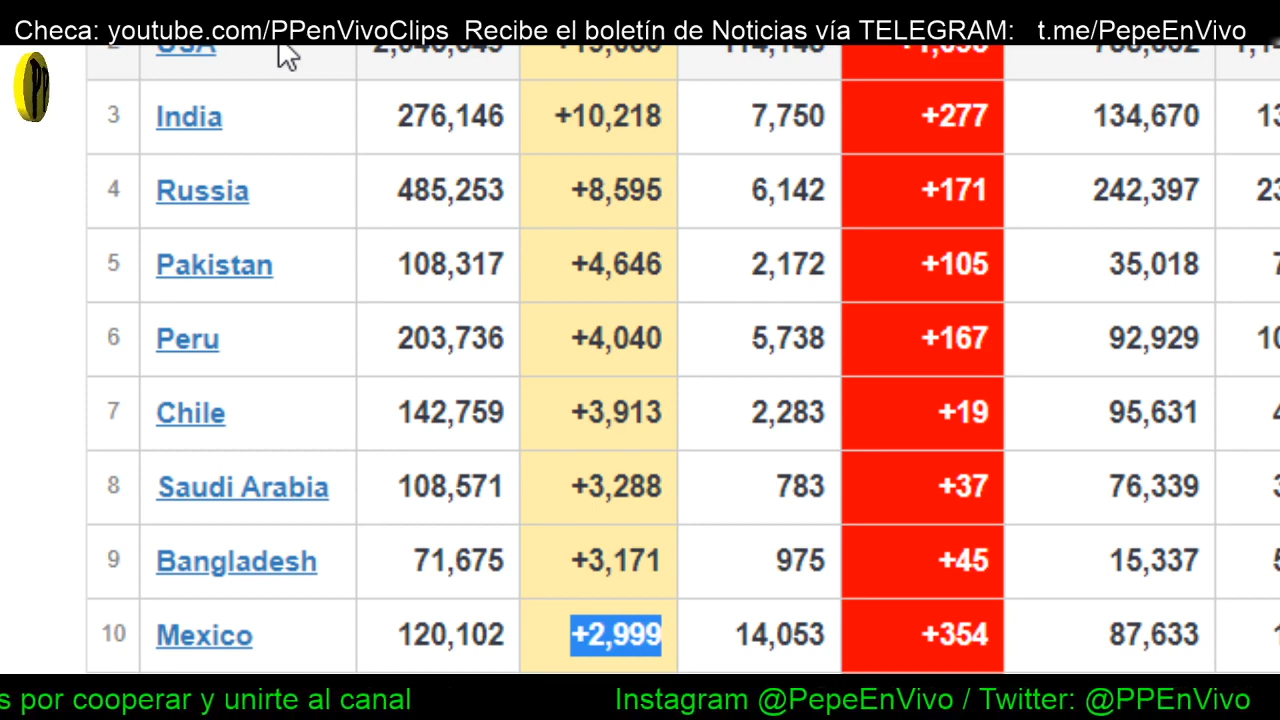 Checa: youtube.com/PPenVivoClips Recibe el boletín de Noticias vía TELEGRAM: t.me/PepeEnVivo
USA
3 India 276,146 +10,218 7,750 +277 134,670
4 Russia 485,253 +8,595 6,142 +171 242,397
5 Pakistan 108,317 +4,646 2,172 +105 35,018
6 Peru 203,736 +4,040 5,738 +167 92,929
7 Chile 142,759 +3,913 2,283 +19 95,631
8 Saudi Arabia 108,571 +3,288 783 +37 76,339
9 Bangladesh 71,675 +3,171 975 +45 15,337
10 Mexico 120,102 +2,999 14,053 +354 87,633
s por cooperar y unirte al canal Instagram @PepeEnVivo / Twitter: @PPEnVivo